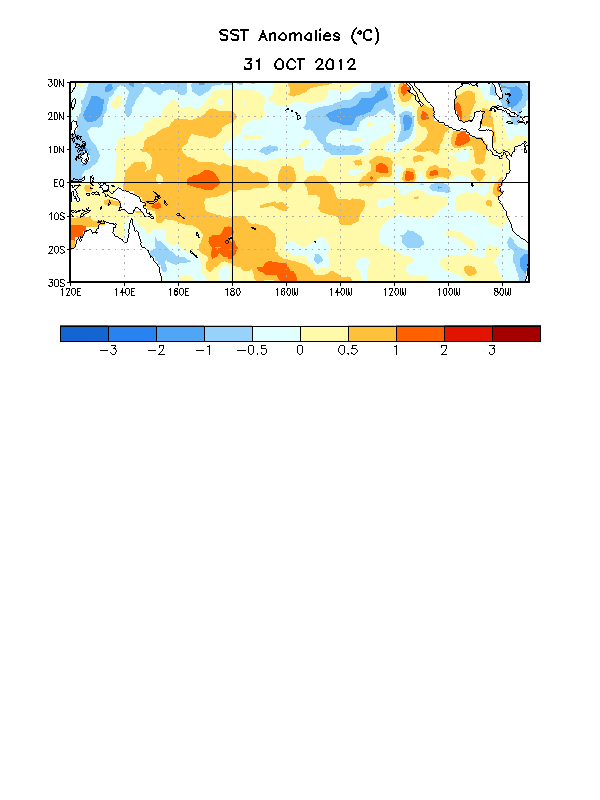 SST Anomalies (°C)
31 OCT 2012
30N
20N
10N
EQ
10S
20S
30S
120E 140E 160E 180 160W 140W 120W 100W 80W
−3 −2 −1 −0.5 0 0.5 1 2 3